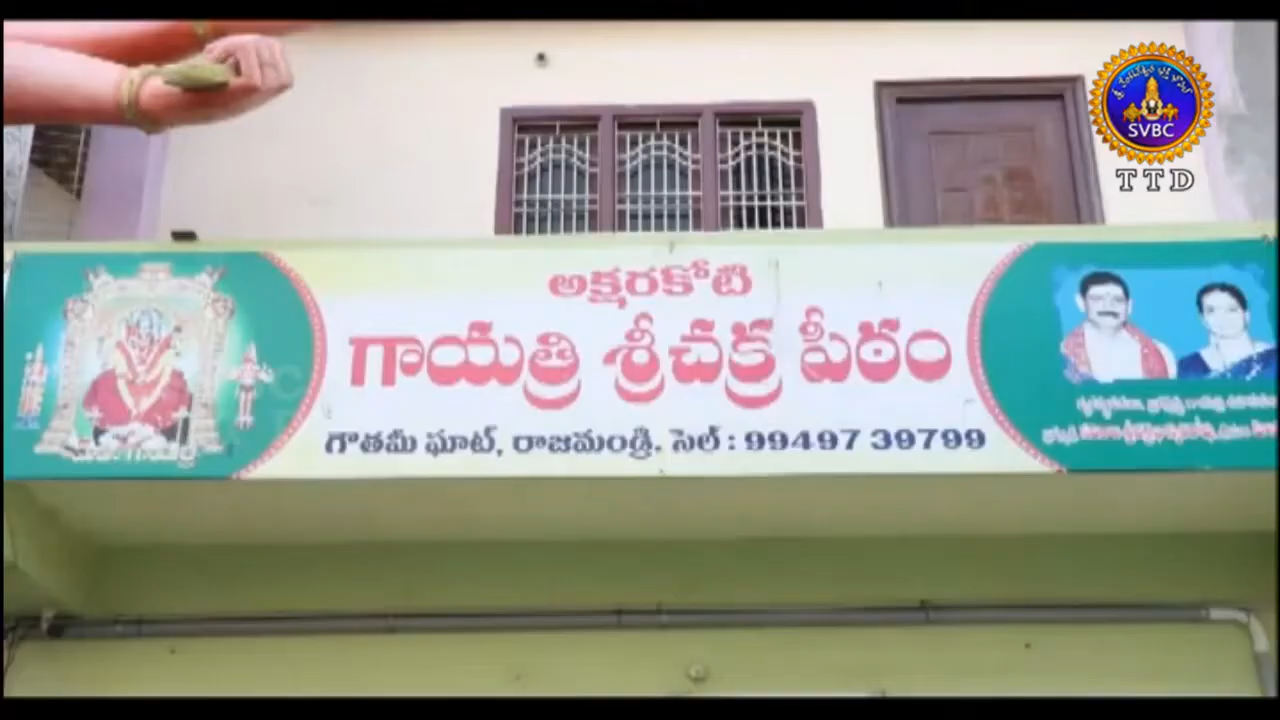 SVBC
TTD
అక్షరకోటి
గాయత్రి శ్రీచక్ర పీఠం
గౌతమీ ఘాట్, రాజమండ్రి. సెల్ : 99497 39799